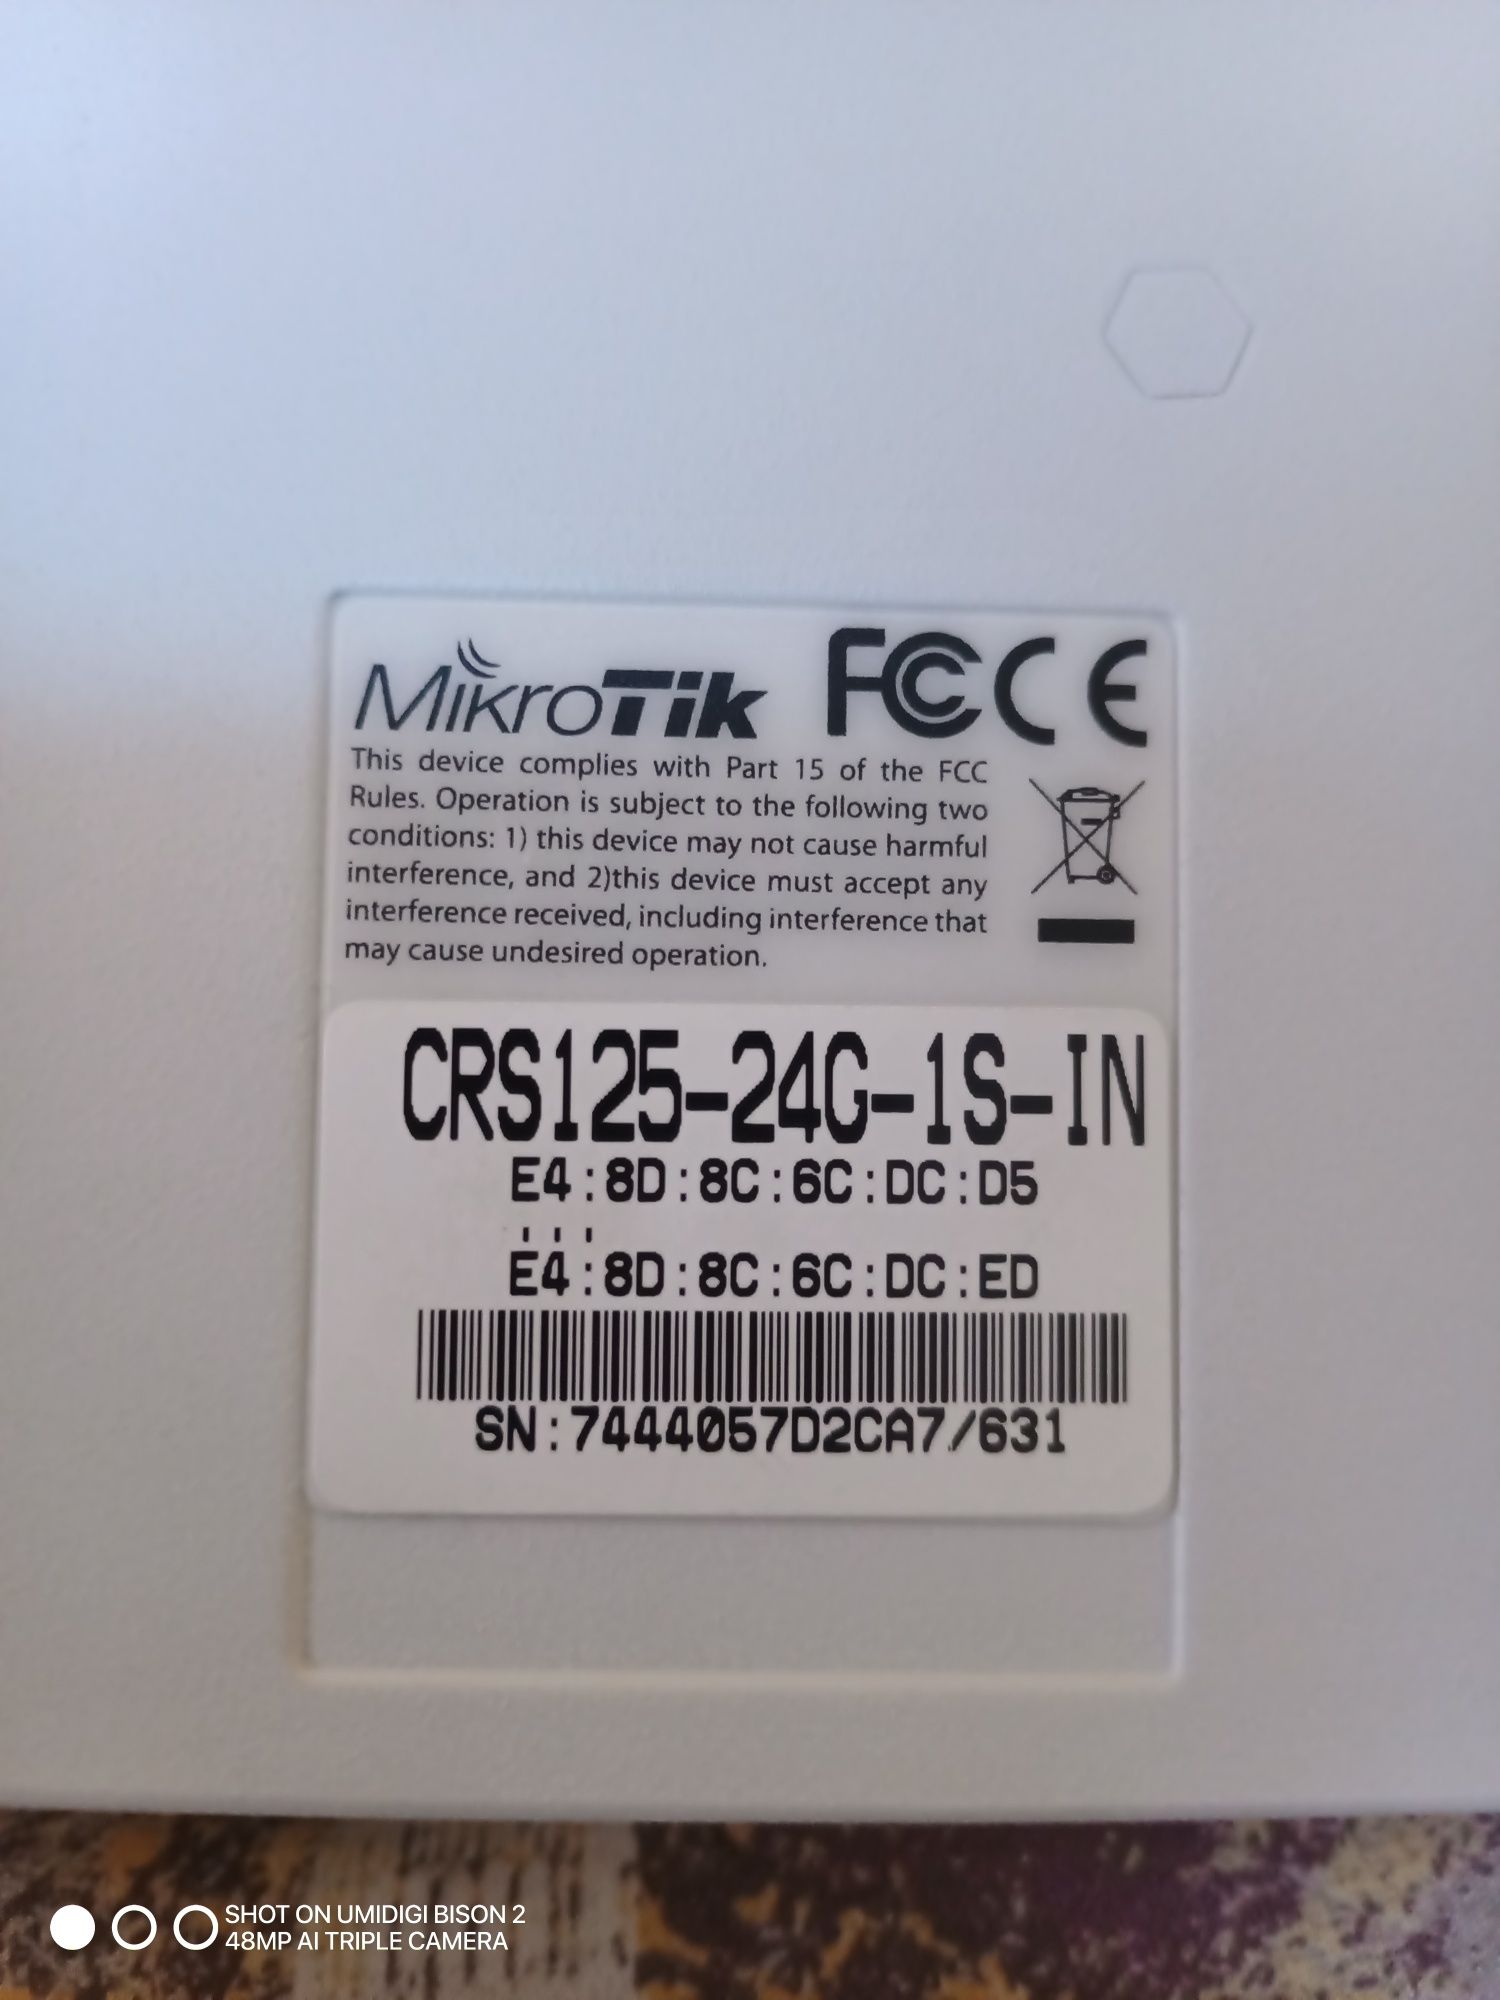 MikroTik FCC CE
This device complies with Part 15 of the FCC
Rules. Operation is subject to the following two
conditions: 1) this device may not cause harmful
interference, and 2)this device must accept any
interference received, including interference that
may cause undesired operation.
CRS125-24G-1S-IN
E4:8D:8C:6C:DC:D5
...
E4:8D:8C:6C:DC:ED
SN:7444057D2CA7/631
SHOT ON UMIDIGI BISON 2
48MP AI TRIPLE CAMERA